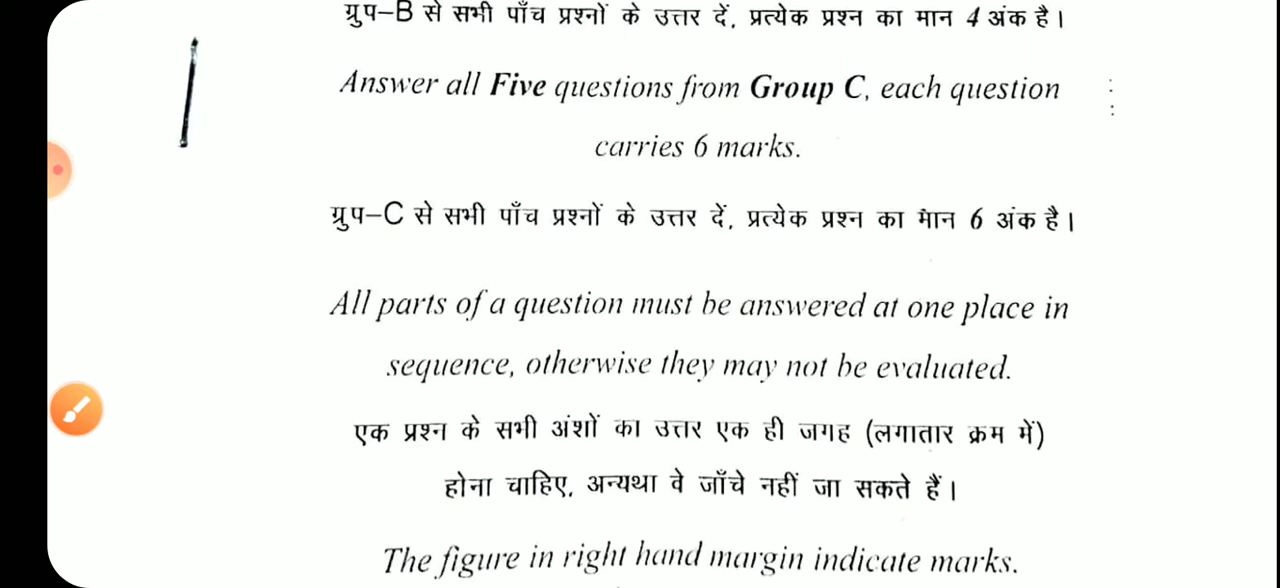 ग्रुप–B से सभी पाँच प्रश्नों के उत्तर दें, प्रत्येक प्रश्न का मान 4 अंक है।
Answer all Five questions from Group C, each question
carries 6 marks.
ग्रुप–C से सभी पाँच प्रश्नों के उत्तर दें, प्रत्येक प्रश्न का मान 6 अंक है।
All parts of a question must be answered at one place in
sequence, otherwise they may not be evaluated.
एक प्रश्न के सभी अंशों का उत्तर एक ही जगह (लगातार क्रम में)
होना चाहिए, अन्यथा वे जाँचे नहीं जा सकते हैं।
The figure in right hand margin indicate marks.